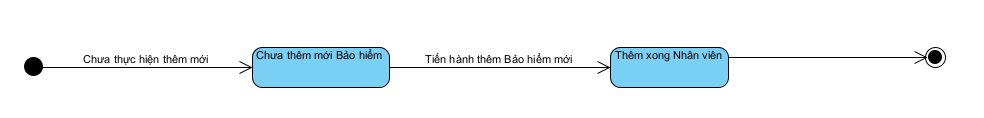 Chưa thực hiện thêm mới
Chưa thêm mới Bảo hiểm
Tiến hành thêm Bảo hiểm mới
Thêm xong Nhân viên